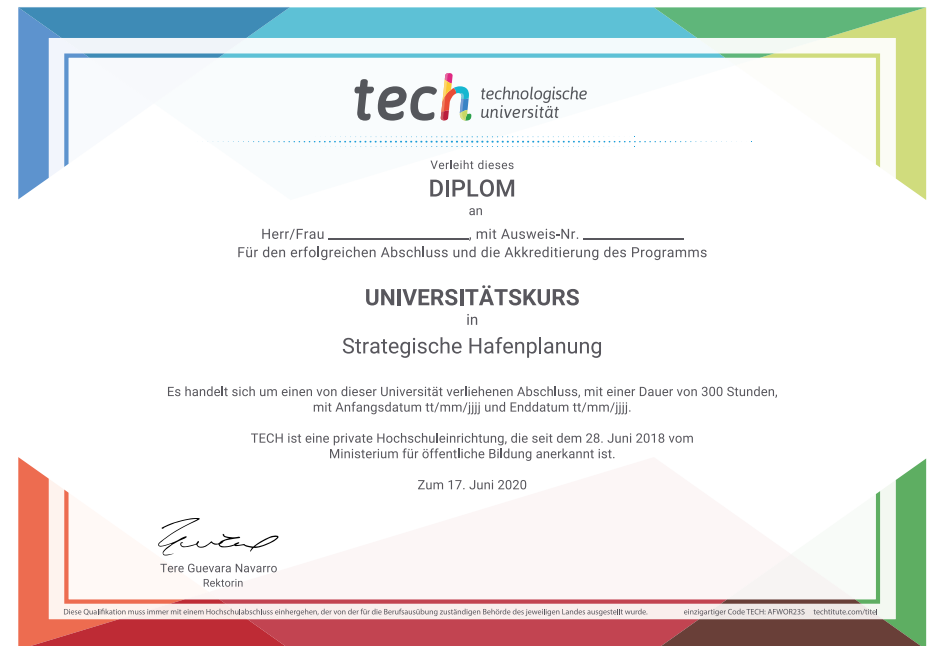 tech technologische
universität
Verleiht dieses
DIPLOM
an
Herr/Frau ____________, mit Ausweis-Nr. ____________
Für den erfolgreichen Abschluss und die Akkreditierung des Programms
UNIVERSITÄTSKURS
in
Strategische Hafenplanung
Es handelt sich um einen von dieser Universität verliehenen Abschluss, mit einer Dauer von 300 Stunden,
mit Anfangsdatum tt/mm/jjjj und Enddatum tt/mm/jjjj.
TECH ist eine private Hochschuleinrichtung, die seit dem 28. Juni 2018 vom
Ministerium für öffentliche Bildung anerkannt ist.
Zum 17. Juni 2020
Tere Guevara Navarro
Rektorin
Diese Qualifikation muss immer mit einem Hochschulabschluss einhergehen, der von der für die Berufsausübung zuständigen Behörde des jeweiligen Landes ausgestellt wurde. einzigartiger Code TECH: AFWOR23S techtitute.com/titel